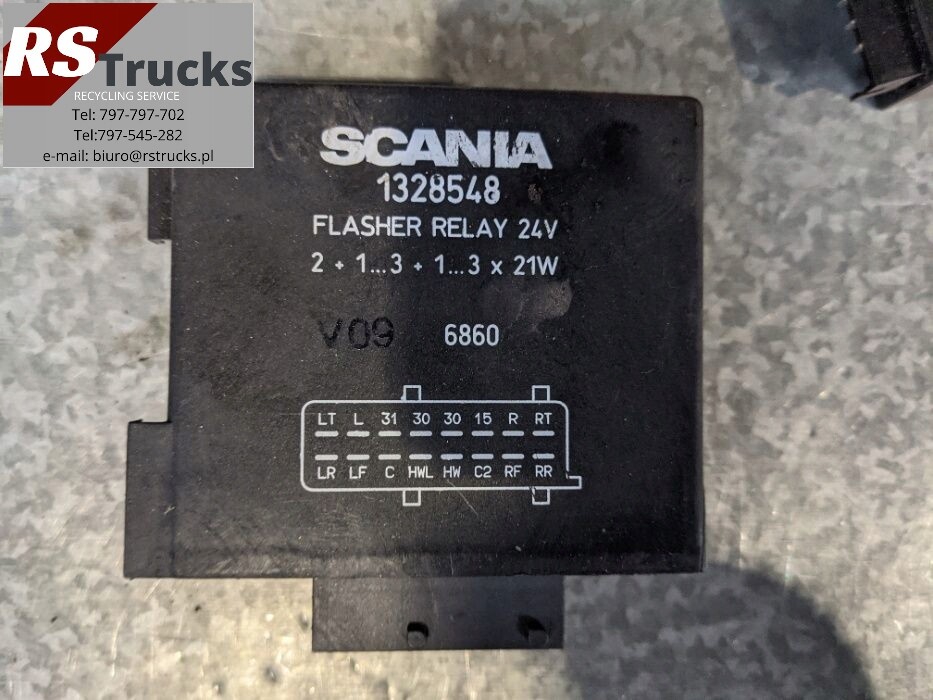 RS Trucks
RECYCLING SERVICE
Tel: 797-797-702
Tel:797-545-282
e-mail: biuro@rstrucks.pl
SCANIA
1328548
FLASHER RELAY 24V
2 + 1...3 + 1...3 x 21W
V09 6860
LT L 31 30 30 15 R RT
LR LF C HWL HW C2 RF RR